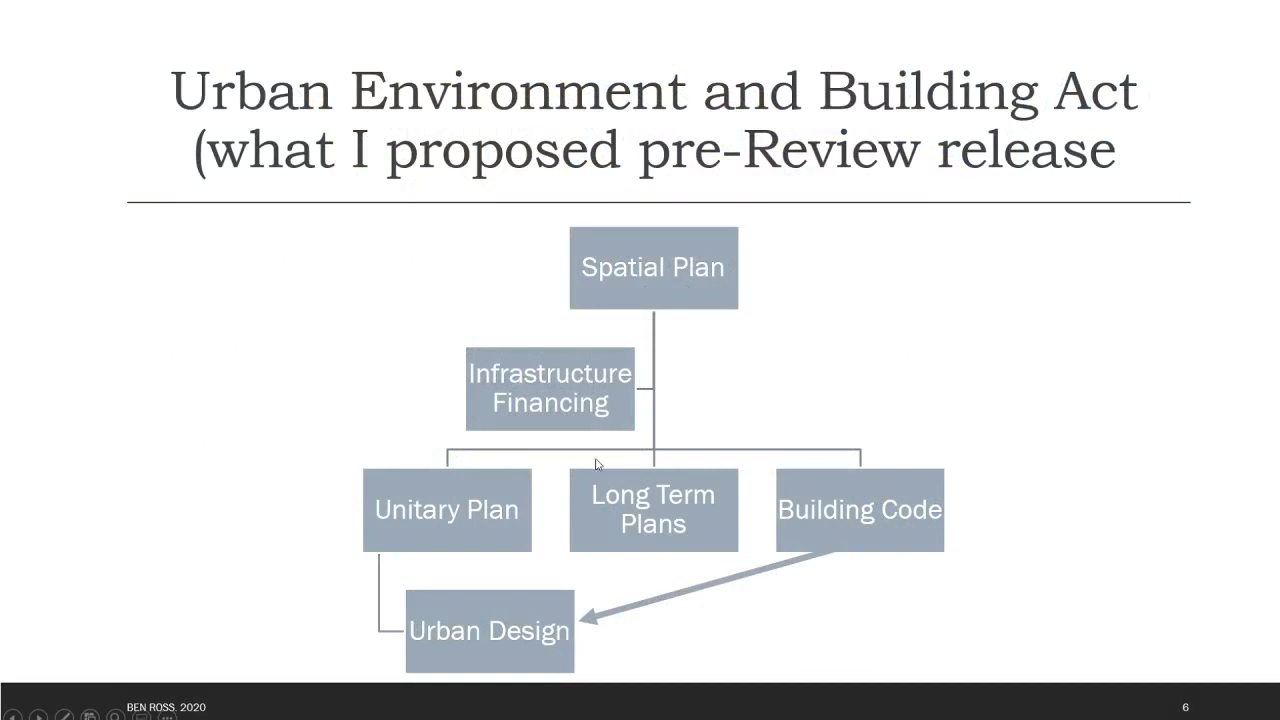 Urban Environment and Building Act
(what I proposed pre-Review release
Spatial Plan
Infrastructure
Financing
Unitary Plan
Long Term
Plans
Building Code
Urban Design
BEN ROSS. 2020
6